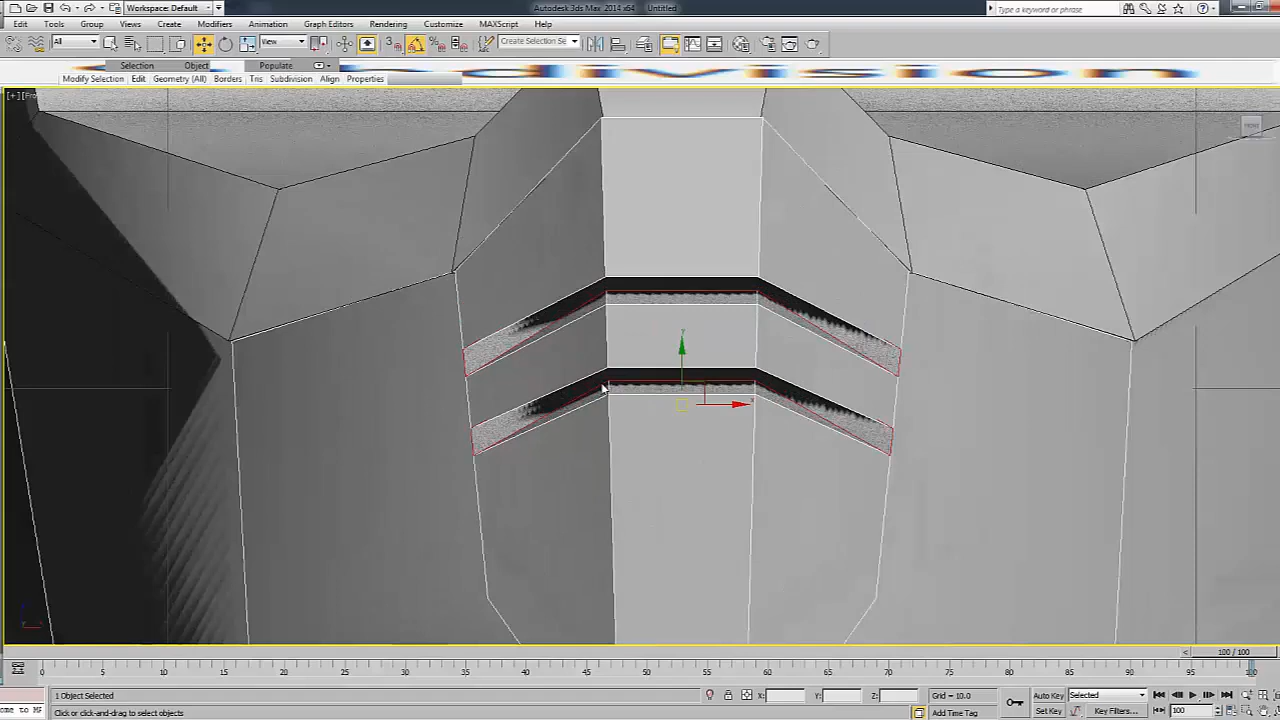 Workspace: Default
Autodesk 3ds Max 2014 x64 Untitled
Type a keyword or phrase
Edit Tools Group Views Create Modifiers Animation Graph Editors Rendering Customize MAXScript Help
All View Create Selection Se
Selection Object Populate
Modify Selection Edit Geometry (All) Borders Tris Subdivision Align Properties
FRONT
100 / 100
0 5 10 15 20 25 30 35 40 45 50 55 60 65 70 75 80 85 90 95 100
1 Object Selected X: Y: Z: Grid = 10.0 Auto Key Selected
Click or click-and-drag to select objects Add Time Tag Set Key Key Filters... 100